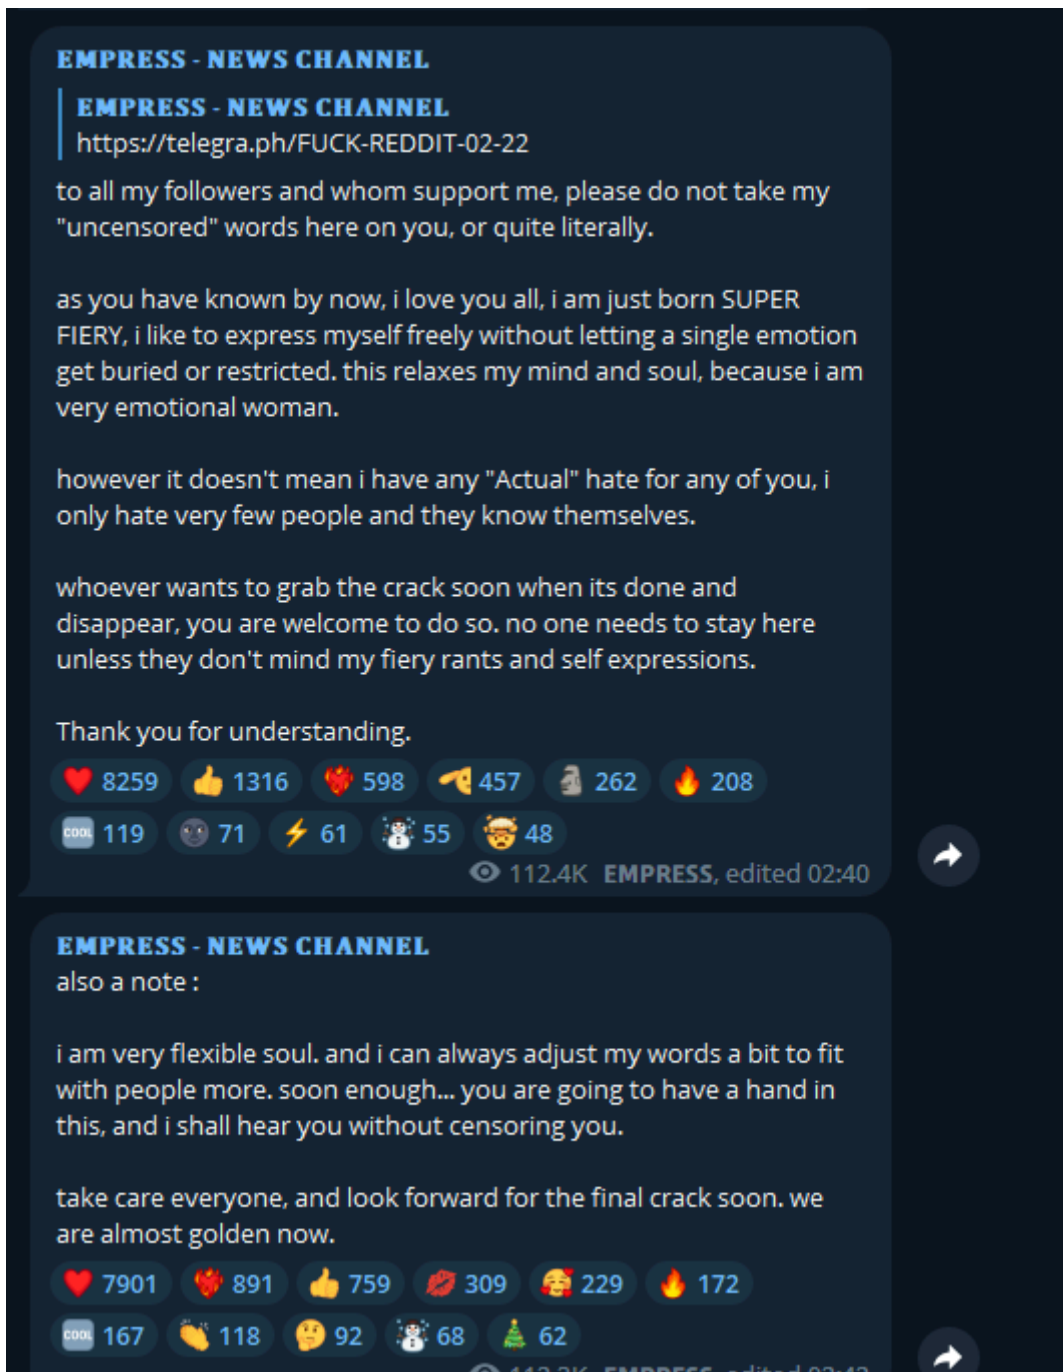 EMPRESS - NEWS CHANNEL
EMPRESS - NEWS CHANNEL
https://telegra.ph/FUCK-REDDIT-02-22
to all my followers and whom support me, please do not take my
"uncensored" words here on you, or quite literally.
as you have known by now, i love you all, i am just born SUPER
FIERY, i like to express myself freely without letting a single emotion
get buried or restricted. this relaxes my mind and soul, because i am
very emotional woman.
however it doesn't mean i have any "Actual" hate for any of you, i
only hate very few people and they know themselves.
whoever wants to grab the crack soon when its done and
disappear, you are welcome to do so. no one needs to stay here
unless they don't mind my fiery rants and self expressions.
Thank you for understanding.
8259 1316 598 457 262 208
COOL 119 71 61 55 48
112.4K EMPRESS, edited 02:40
EMPRESS - NEWS CHANNEL
also a note :
i am very flexible soul. and i can always adjust my words a bit to fit
with people more. soon enough... you are going to have a hand in
this, and i shall hear you without censoring you.
take care everyone, and look forward for the final crack soon. we
are almost golden now.
7901 891 759 309 229 172
COOL 167 118 92 68 62
EMPRESS, edited